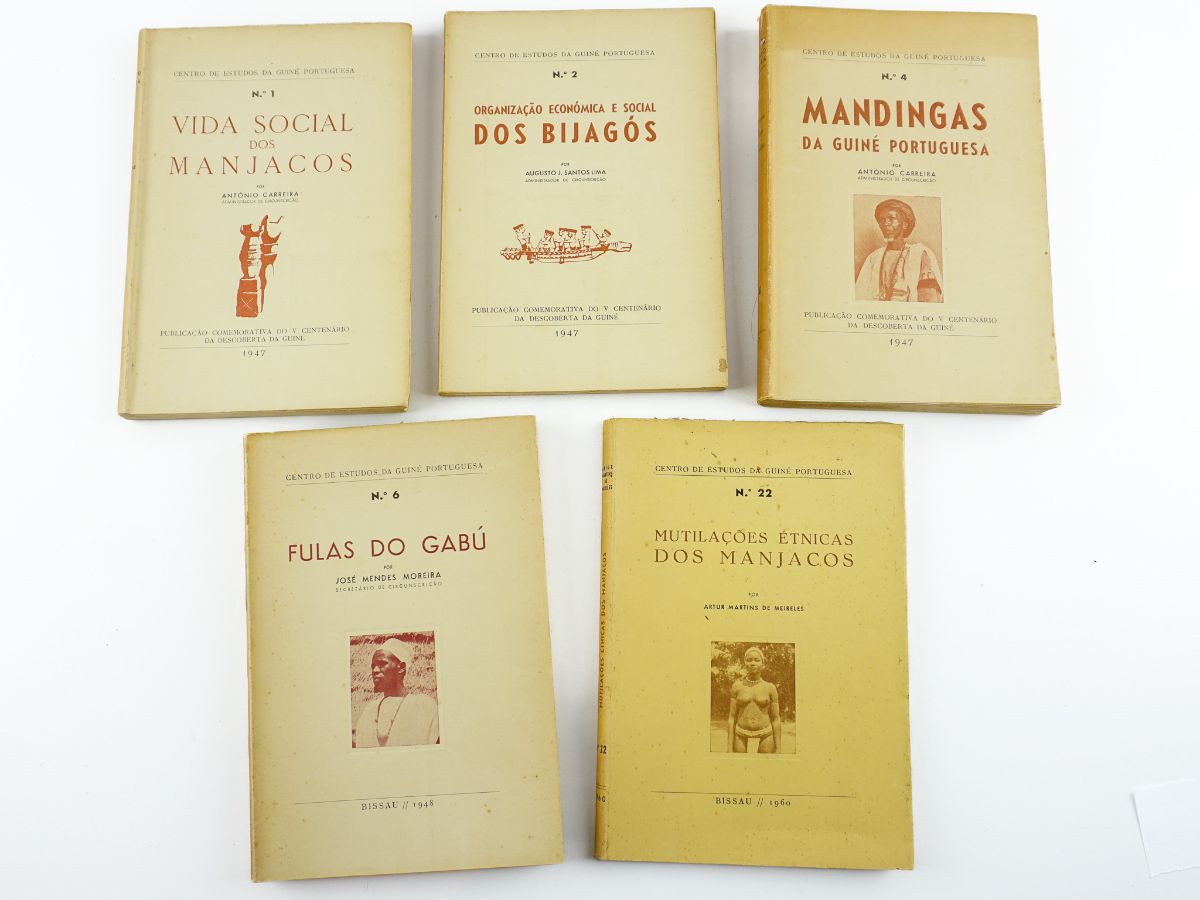 CENTRO DE ESTUDOS DA GUINÉ PORTUGUESA
N.º 1
VIDA SOCIAL
DOS
MANJACOS
POR
ANTÓNIO CARREIRA
ADMINISTRADOR DE CIRCUNSCRIÇÃO
PUBLICAÇÃO COMEMORATIVA DO V CENTENÁRIO
DA DESCOBERTA DA GUINÉ
1947
CENTRO DE ESTUDOS DA GUINÉ PORTUGUESA
N.º 2
ORGANIZAÇÃO ECONÓMICA E SOCIAL
DOS BIJAGÓS
POR
AUGUSTO J. SANTOS LIMA
ADMINISTRADOR DE CIRCUNSCRIÇÃO
PUBLICAÇÃO COMEMORATIVA DO V CENTENÁRIO
DA DESCOBERTA DA GUINÉ
1947
CENTRO DE ESTUDOS DA GUINÉ PORTUGUESA
N.º 4
MANDINGAS
DA GUINÉ PORTUGUESA
POR
ANTÓNIO CARREIRA
ADMINISTRADOR DE CIRCUNSCRIÇÃO
PUBLICAÇÃO COMEMORATIVA DO V CENTENÁRIO
DA DESCOBERTA DA GUINÉ
1947
CENTRO DE ESTUDOS DA GUINÉ PORTUGUESA
N.º 6
FULAS DO GABÚ
POR
JOSÉ MENDES MOREIRA
SECRETÁRIO DE CIRCUNSCRIÇÃO
BISSAU // 1948
MUTILAÇÕES ÉTNICAS DOS MANJACOS
CENTRO DE ESTUDOS DA GUINÉ PORTUGUESA
N.º 22
MUTILAÇÕES ÉTNICAS
DOS MANJACOS
POR
ARTUR MARTINS DE MEIRELES
BISSAU // 1960